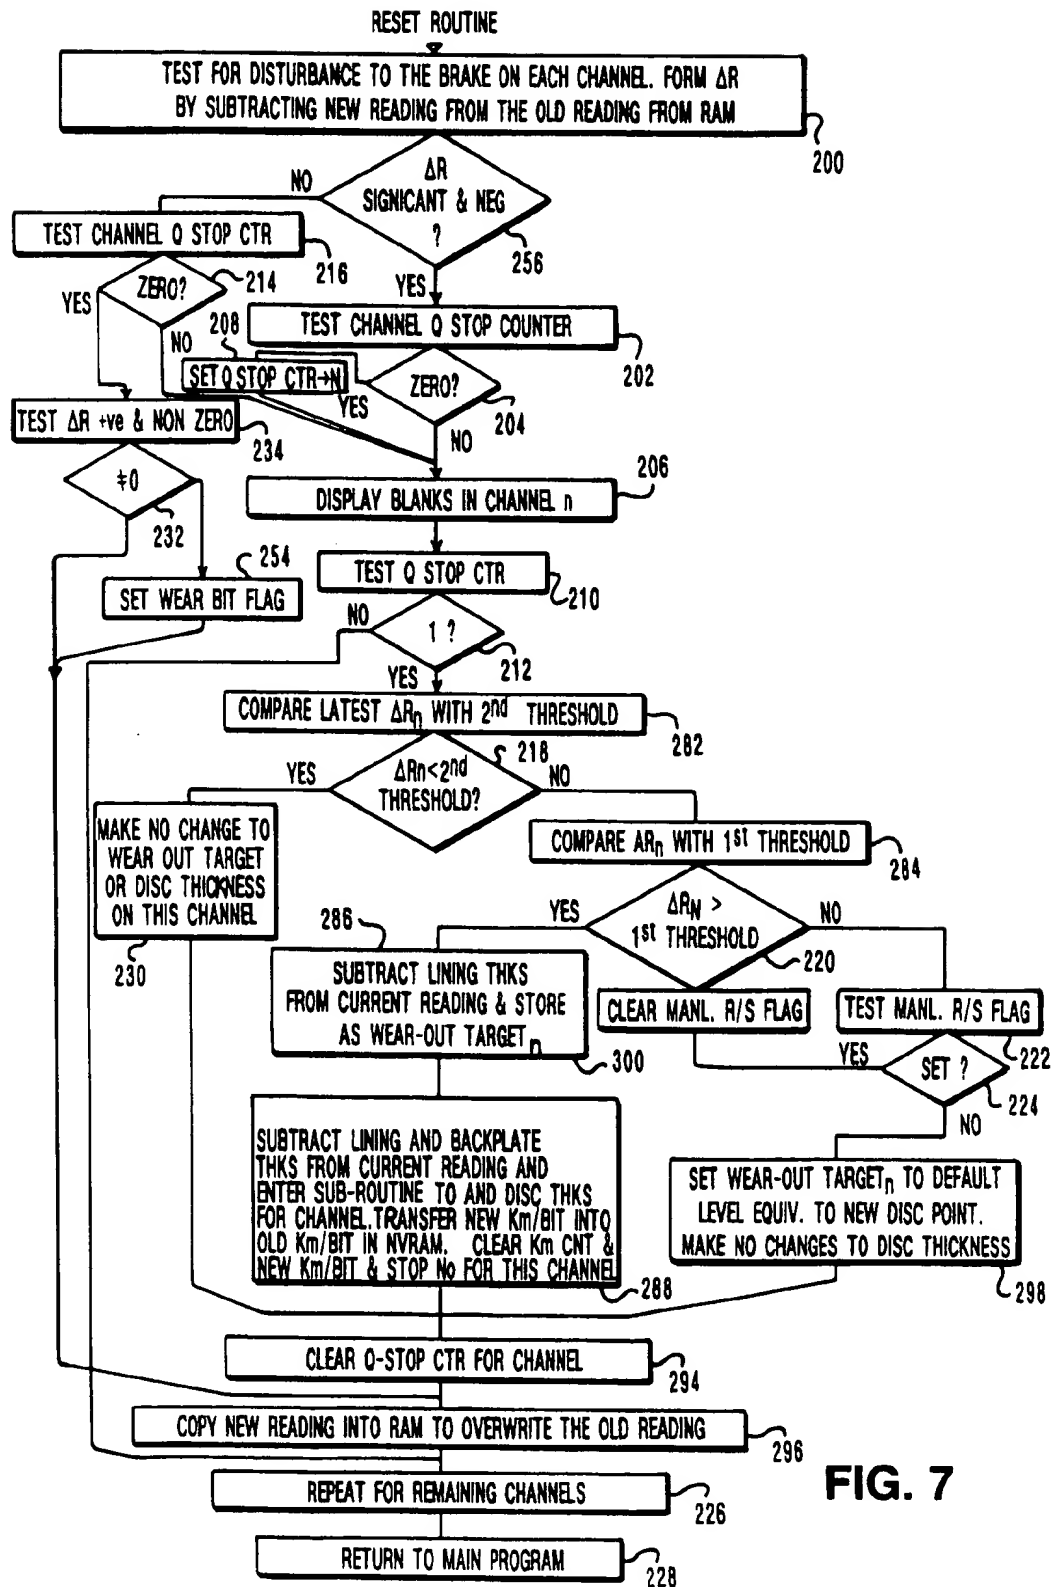 RESET ROUTINE
TEST FOR DISTURBANCE TO THE BRAKE ON EACH CHANNEL. FORM ΔR
BY SUBTRACTING NEW READING FROM THE OLD READING FROM RAM
200
ΔR
SIGNICANT & NEG
?
256
NO
YES
TEST CHANNEL Q STOP CTR
216
ZERO?
214
YES
NO
TEST CHANNEL Q STOP COUNTER
202
208
SET Q STOP CTR→N
ZERO?
204
YES
NO
TEST ΔR +ve & NON ZERO
234
≠0
232
DISPLAY BLANKS IN CHANNEL n
206
254
SET WEAR BIT FLAG
TEST Q STOP CTR
210
NO
1 ?
212
YES
COMPARE LATEST ΔRn WITH 2nd THRESHOLD
282
218
YES
ΔRn<2nd
THRESHOLD?
NO
MAKE NO CHANGE TO
WEAR OUT TARGET
OR DISC THICKNESS
ON THIS CHANNEL
230
COMPARE ARn WITH 1st THRESHOLD
284
YES
ΔRN >
1st THRESHOLD
NO
220
286
SUBTRACT LINING THKS
FROM CURRENT READING & STORE
AS WEAR-OUT TARGETn
300
CLEAR MANL. R/S FLAG
TEST MANL. R/S FLAG
222
YES
SET ?
224
NO
SUBTRACT LINING AND BACKPLATE
THKS FROM CURRENT READING AND
ENTER SUB-ROUTINE TO AND DISC THKS
FOR CHANNEL.TRANSFER NEW Km/BIT INTO
OLD Km/BIT IN NVRAM. CLEAR Km CNT &
NEW Km/BIT & STOP No FOR THIS CHANNEL
288
SET WEAR-OUT TARGETn TO DEFAULT
LEVEL EQUIV. TO NEW DISC POINT.
MAKE NO CHANGES TO DISC THICKNESS
298
CLEAR Q-STOP CTR FOR CHANNEL
294
COPY NEW READING INTO RAM TO OVERWRITE THE OLD READING
296
REPEAT FOR REMAINING CHANNELS
226
RETURN TO MAIN PROGRAM
228
FIG. 7